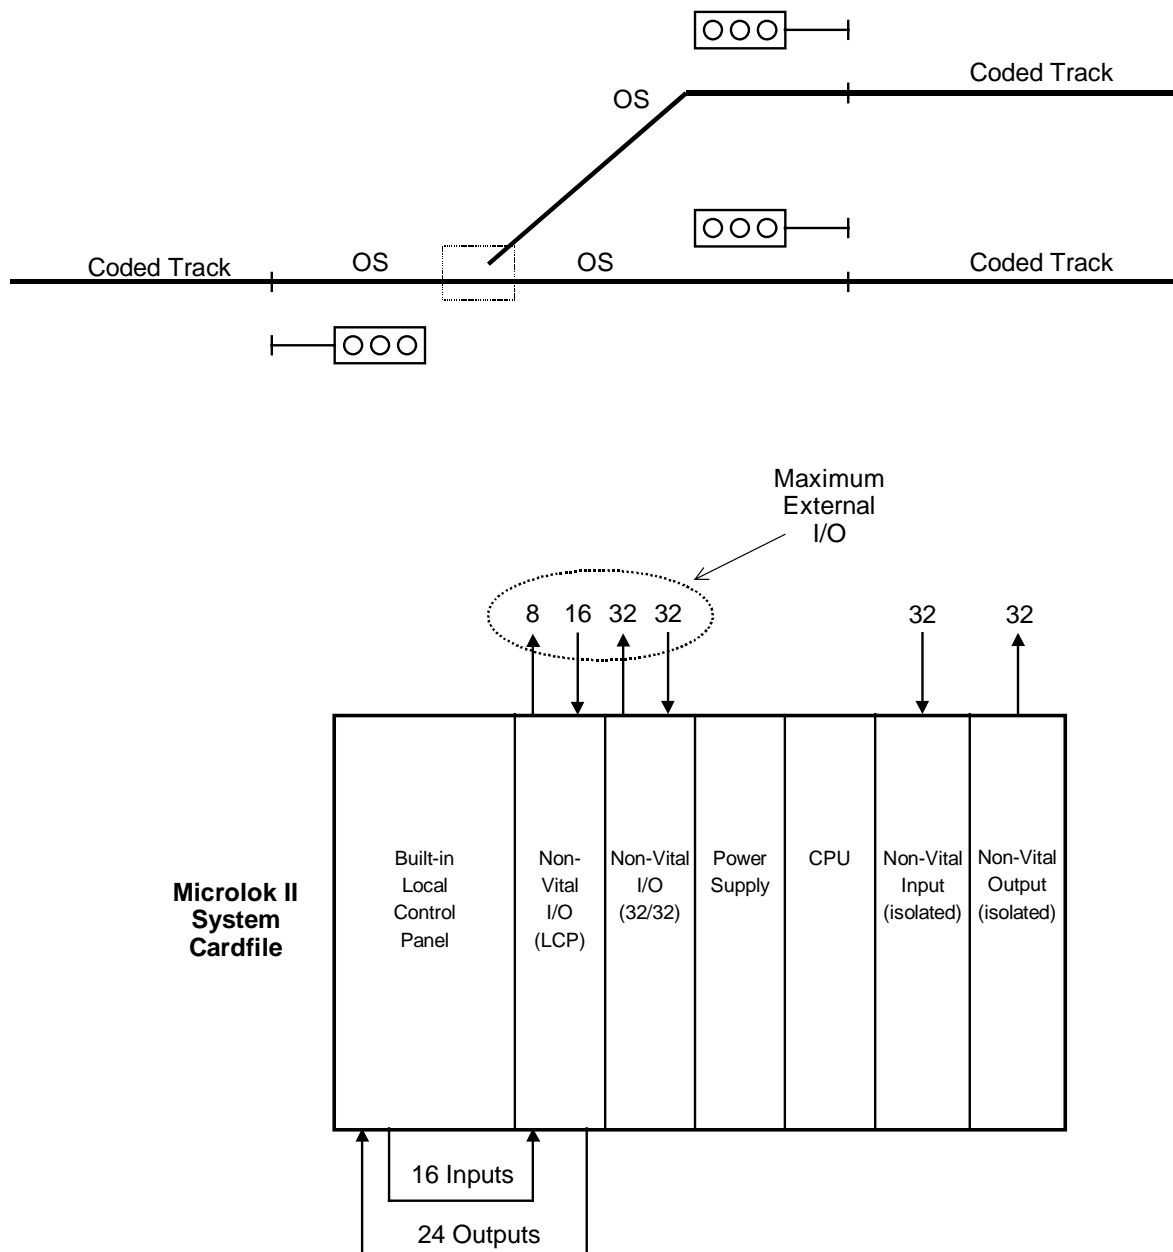 Coded Track
OS
Coded Track
OS
OS
Coded Track
Maximum
External
I/O
8 16 32 32
32
32
Microlok II
System
Cardfile
Built-in
Local
Control
Panel
Non-
Vital
I/O
(LCP)
Non-Vital
I/O
(32/32)
Power
Supply
CPU
Non-Vital
Input
(isolated)
Non-Vital
Output
(isolated)
16 Inputs
24 Outputs